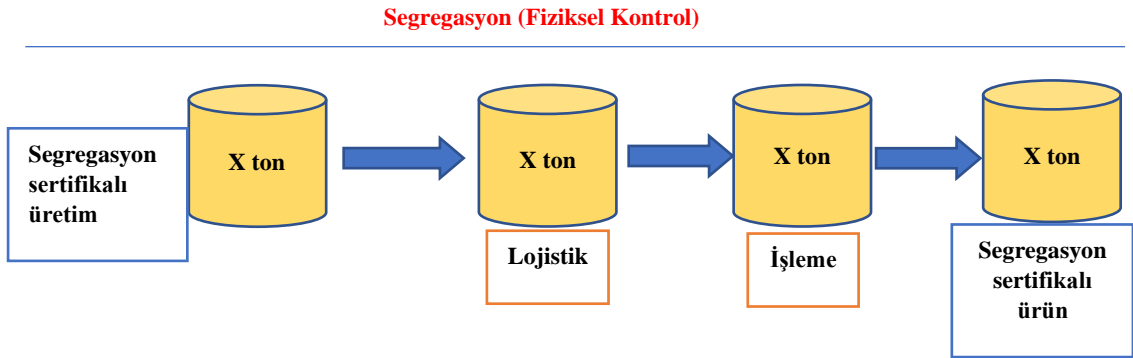 Segregasyon (Fiziksel Kontrol)
Segregasyon
sertifikalı
üretim
X ton
X ton
Lojistik
X ton
İşleme
X ton
Segregasyon
sertifikalı
ürün